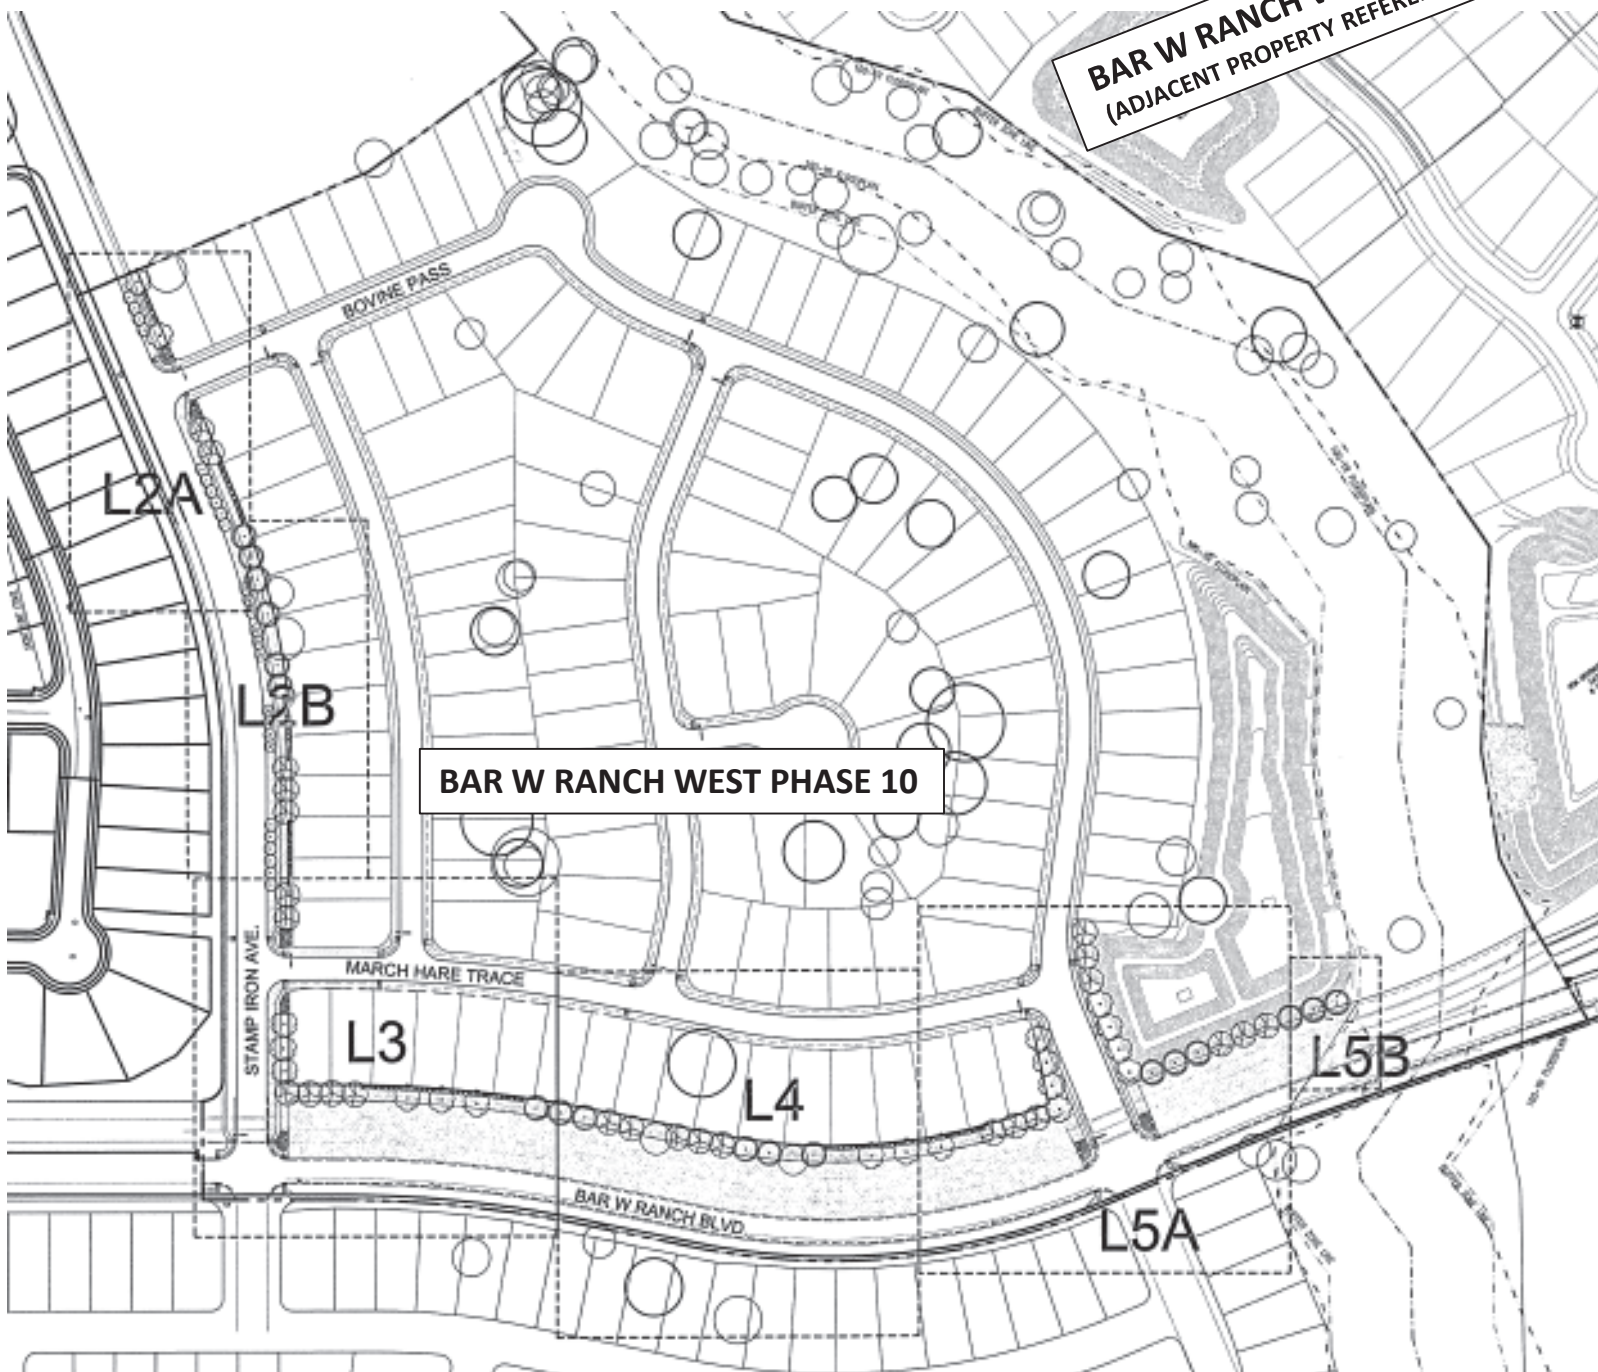 BAR W RANCH
(ADJACENT PROPERTY
BOVINE PASS
L2A
L2B
BAR W RANCH WEST PHASE 10
STAMP IRON AVE.
MARCH HARE TRACE
L3
L4
L5B
BAR W RANCH BLVD
L5A